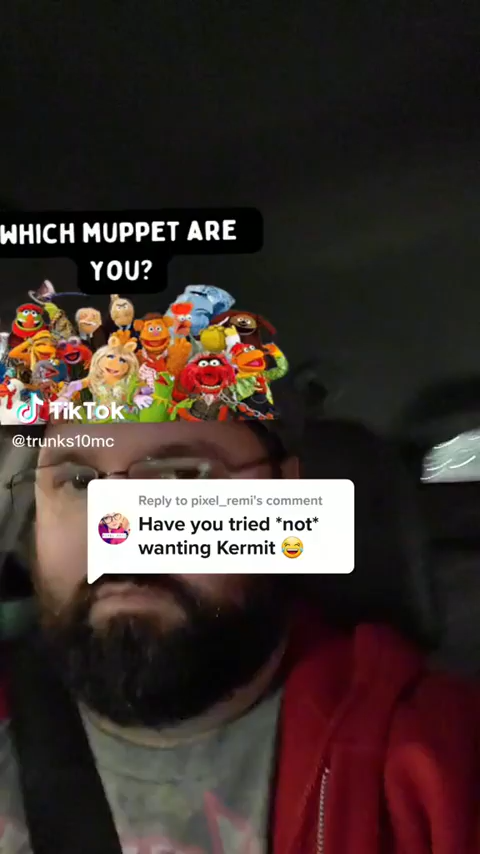 WHICH MUPPET ARE
YOU?
TikTok
@trunks10mc
Reply to pixel_remi's comment
Have you tried *not*
wanting Kermit 😂